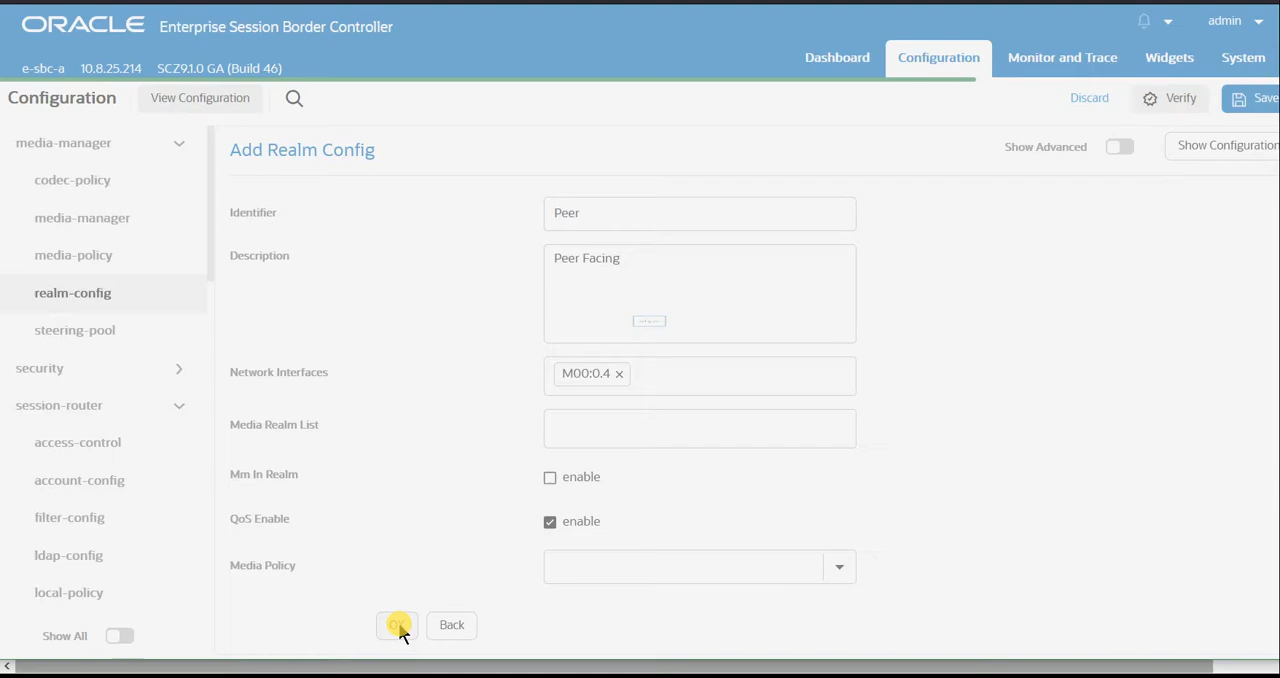 ORACLE Enterprise Session Border Controller
admin
e-sbc-a 10.8.25.214 SCZ9.1.0 GA (Build 46)
Dashboard Configuration Monitor and Trace Widgets System
Configuration View Configuration
Discard Verify Save
media-manager
codec-policy
media-manager
media-policy
realm-config
steering-pool
security
session-router
access-control
account-config
filter-config
ldap-config
local-policy
Show All
Add Realm Config
Show Advanced
Show Configuration
Identifier Peer
Description Peer Facing
Network Interfaces M00:0.4 ×
Media Realm List
Mm In Realm enable
QoS Enable enable
Media Policy
OK Back